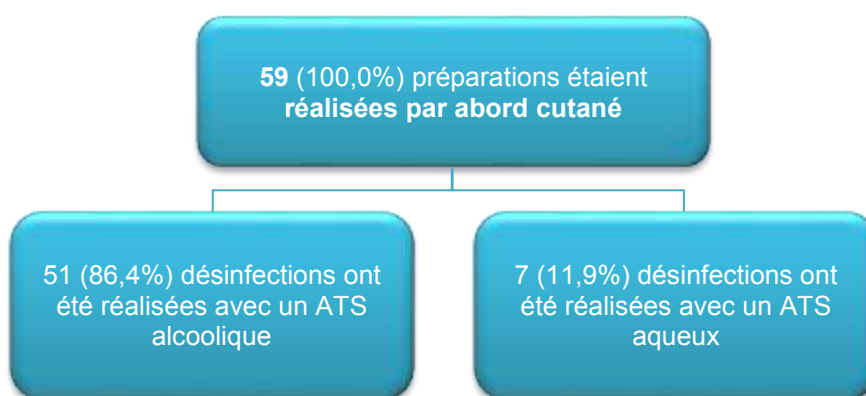 59 (100,0%) préparations étaient
réalisées par abord cutané
51 (86,4%) désinfections ont
été réalisées avec un ATS
alcoolique
7 (11,9%) désinfections ont
été réalisées avec un ATS
aqueux